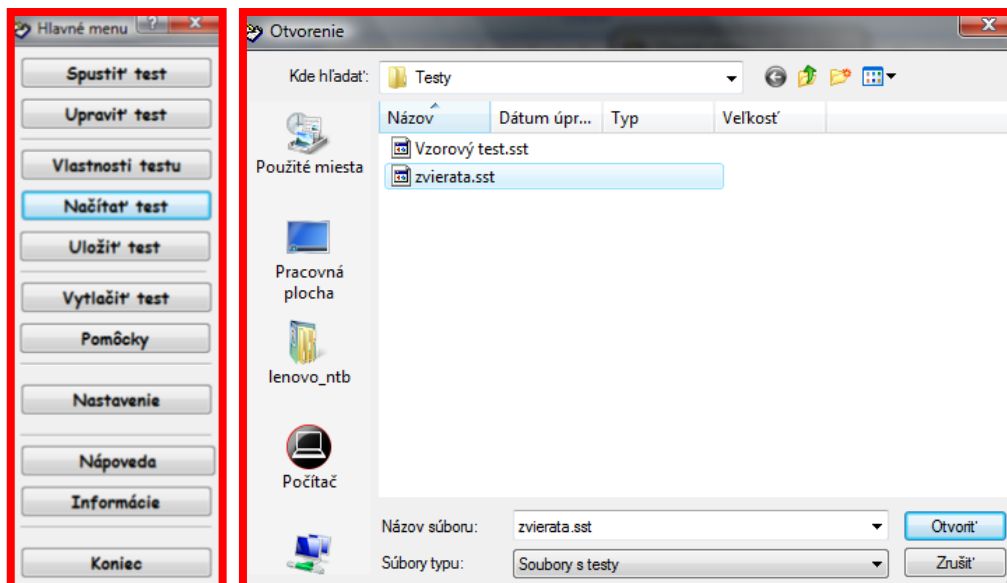 Hlavné menu
Spustiť test
Upraviť test
Vlastnosti testu
Načítať test
Uložiť test
Vytlačiť test
Pomôcky
Nastavenie
Nápoveda
Informácie
Koniec
Otvorenie
Kde hľadať: Testy
Názov Dátum úpr... Typ Veľkosť
Vzorový test.sst
zvierata.sst
Použité miesta
Pracovná
plocha
lenovo_ntb
Počítač
Názov súboru: zvierata.sst Otvoriť
Súbory typu: Soubory s testy Zrušiť